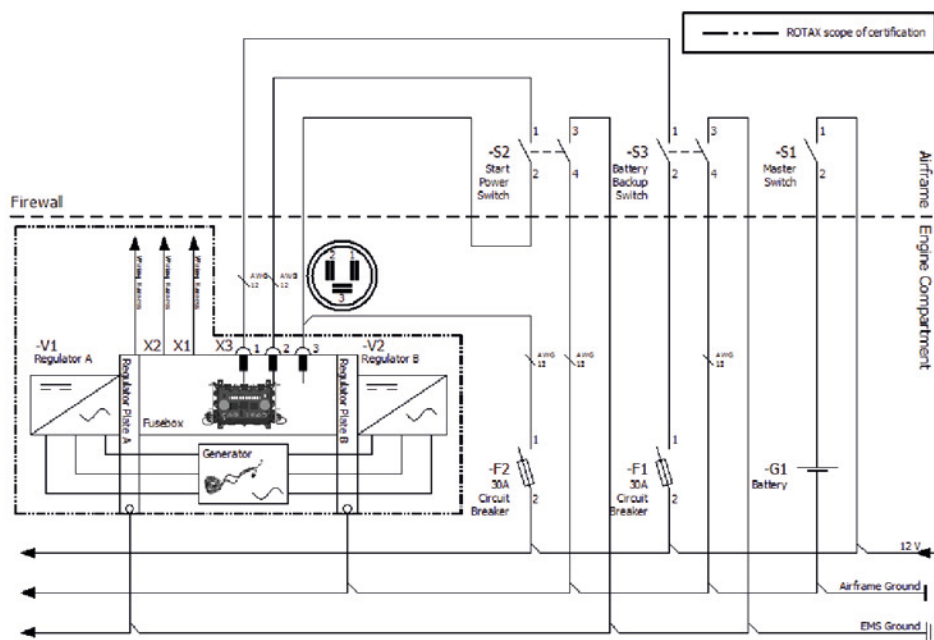 ROTAX scope of certification
1
3
1
3
1
-S2
-S3
-S1
Start
Power
Switch
Battery
Backup
Switch
Master
Switch
2
4
2
4
2
Airframe
Firewall
Engine Compartment
2
1
3
AWG
12
AWG
12
-V1
X2
X1
X3
1
2
3
-V2
Regulator A
Regulator B
Regulator Plate A
Regulator Plate B
Fusebox
Generator
AWG
AWG
AWG
1
1
-F2
-F1
-G1
30A
Circuit
Breaker
30A
Circuit
Breaker
Battery
2
2
12 V
Airframe Ground
EMS Ground